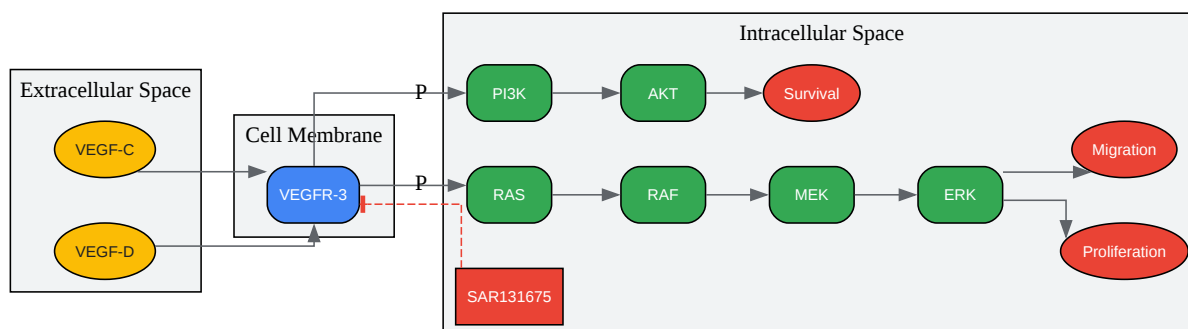 Intracellular Space
Extracellular Space
Cell Membrane
VEGF-C
VEGF-D
VEGFR-3
P
PI3K
AKT
Survival
P
RAS
RAF
MEK
ERK
Migration
Proliferation
SAR131675